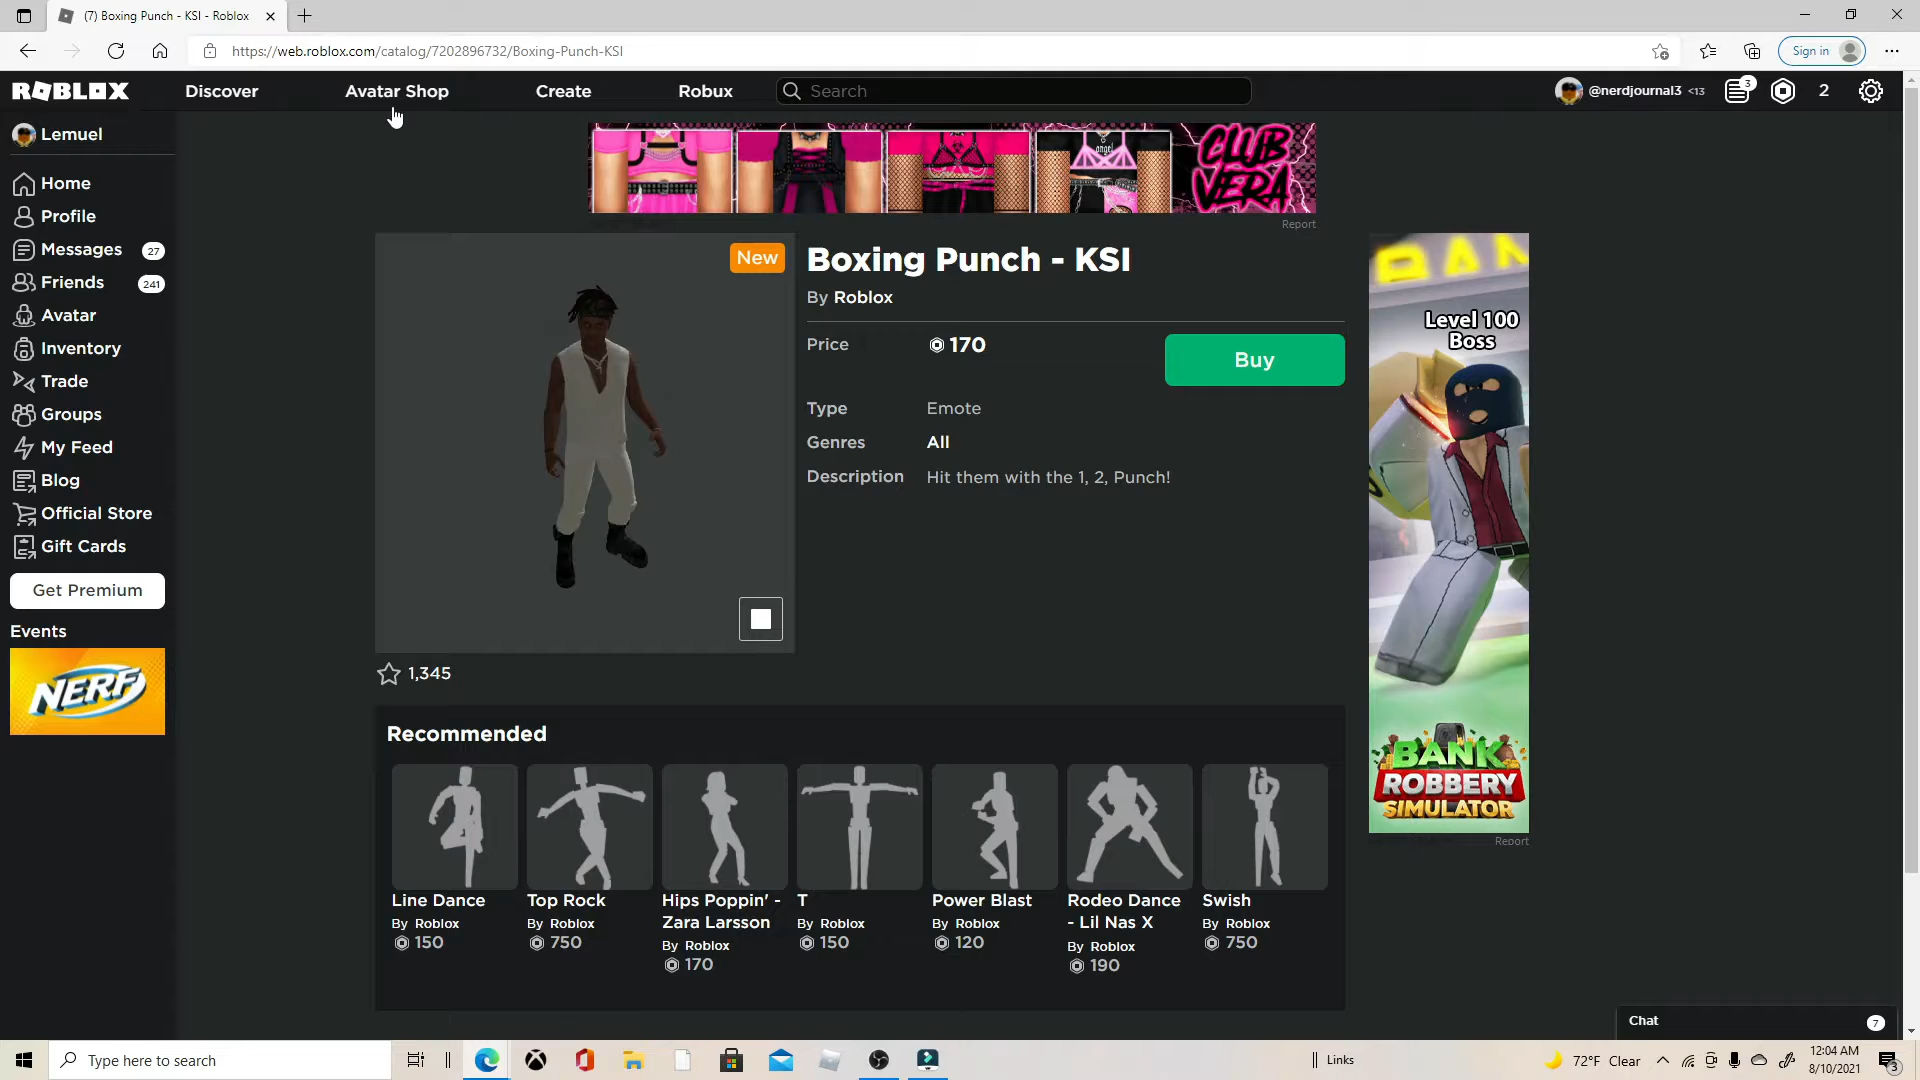 (7) Boxing Punch - KSI - Roblox
https://web.roblox.com/catalog/7202896732/Boxing-Punch-KSI
Sign in
ROBLOX
Discover
Avatar Shop
Create
Robux
Search
@nerdjournal3 <13
3
2
Lemuel
Home
Profile
Messages 27
Friends 241
Avatar
Inventory
Trade
Groups
My Feed
Blog
Official Store
Gift Cards
Get Premium
Events
NERF
angel
CLUB
VERA
Report
New
Boxing Punch - KSI
By Roblox
Price 170
Buy
Type Emote
Genres All
Description Hit them with the 1, 2, Punch!
1,345
Level 100
Boss
BANK
ROBBERY
SIMULATOR
Report
Recommended
Line Dance
By Roblox
150
Top Rock
By Roblox
750
Hips Poppin' -
Zara Larsson
By Roblox
170
T
By Roblox
150
Power Blast
By Roblox
120
Rodeo Dance
- Lil Nas X
By Roblox
190
Swish
By Roblox
750
Chat 7
Type here to search
Links
72°F Clear
12:04 AM
8/10/2021
3